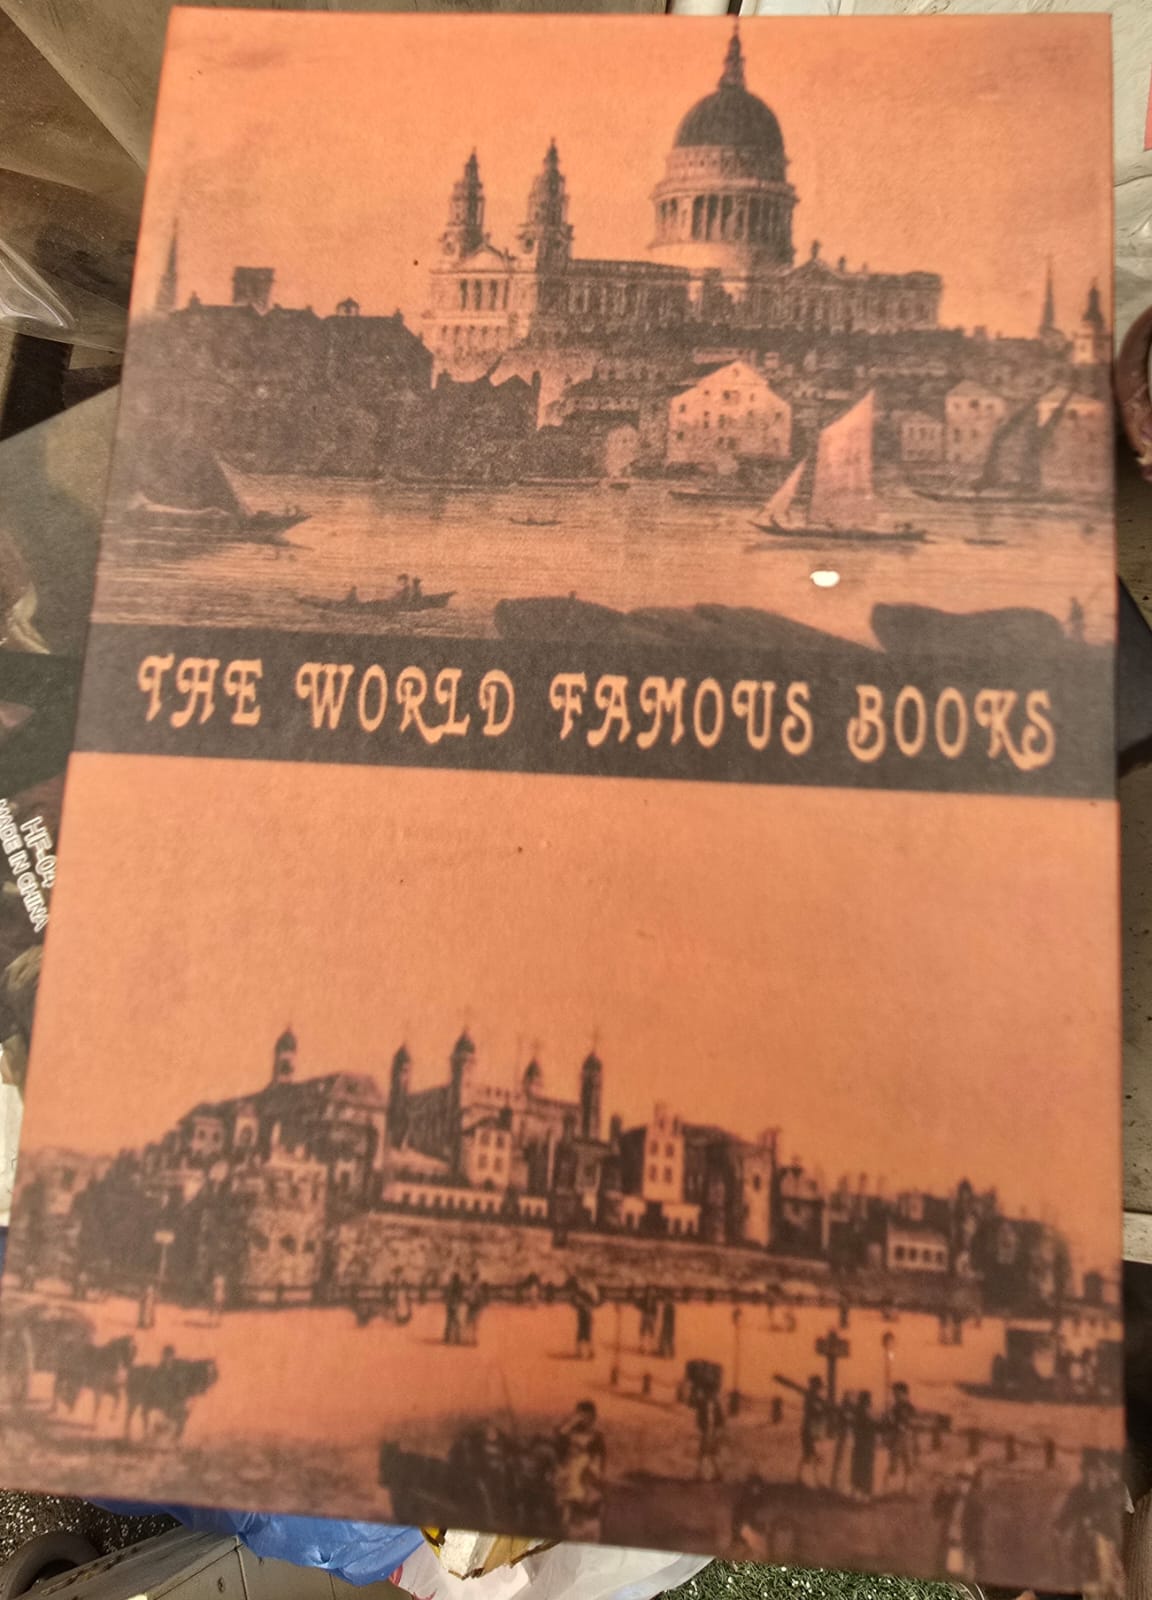 THE WORLD FAMOUS BOOKS
HF-04
MADE IN CHINA